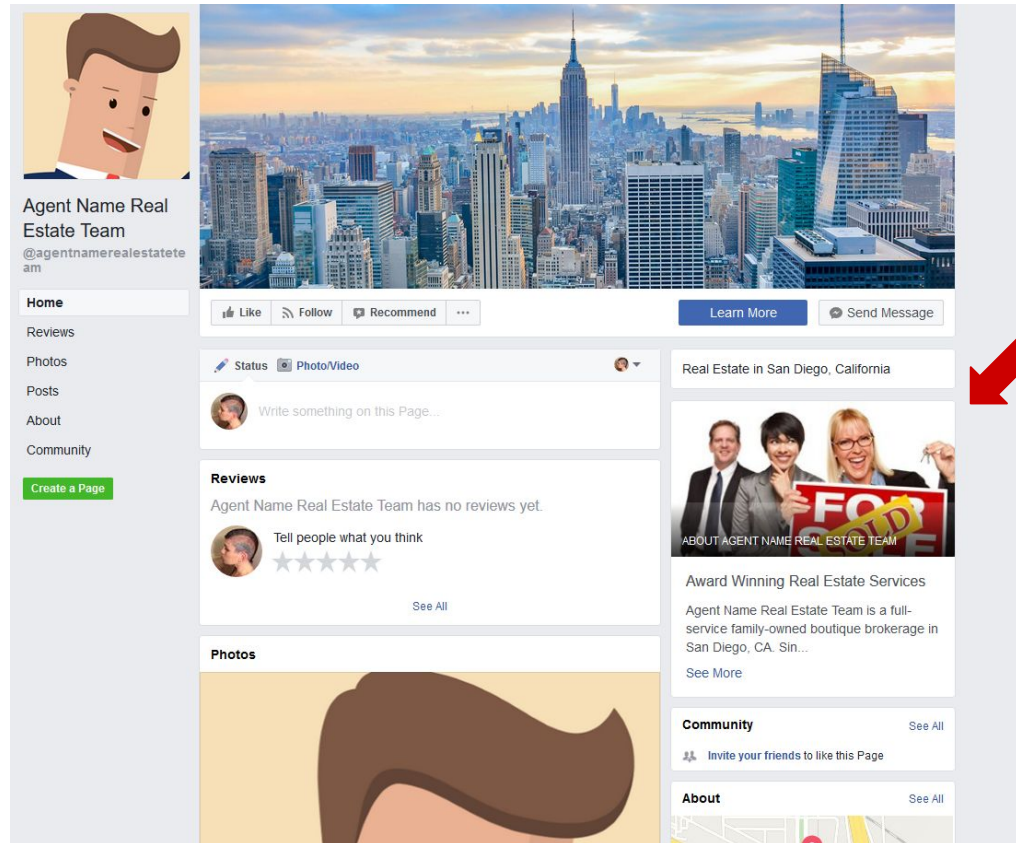 Agent Name Real
Estate Team
@agentnamerealestatete
am
Home
Reviews
Photos
Posts
About
Community
Create a Page
Like
Follow
Recommend
...
Learn More
Send Message
Status
Photo/Video
Write something on this Page...
Reviews
Agent Name Real Estate Team has no reviews yet.
Tell people what you think
See All
Photos
Real Estate in San Diego, California
FOR
SALE
SOLD
ABOUT AGENT NAME REAL ESTATE TEAM
Award Winning Real Estate Services
Agent Name Real Estate Team is a full-
service family-owned boutique brokerage in
San Diego, CA. Sin...
See More
Community
See All
Invite your friends to like this Page
About
See All